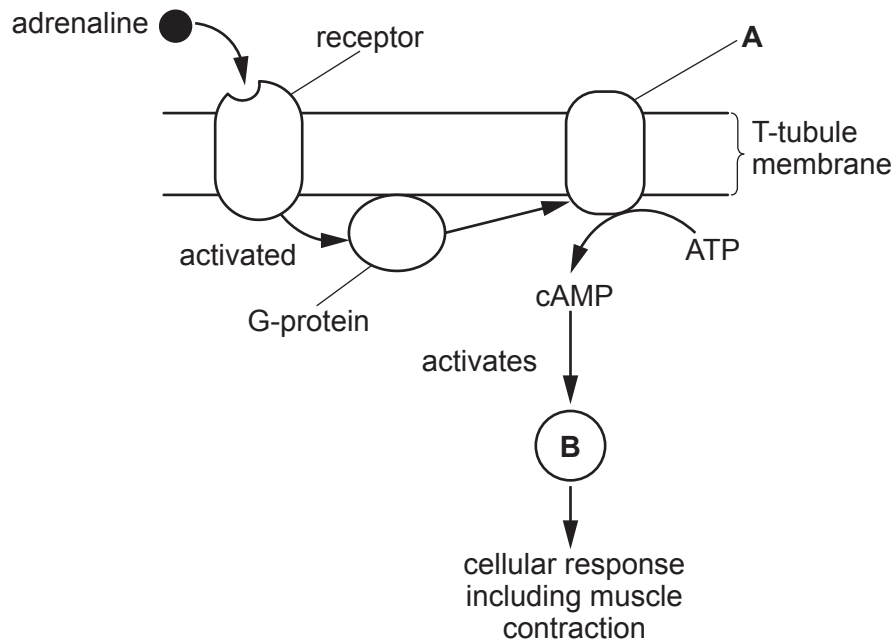 adrenaline
receptor
A
T-tubule
membrane
activated
ATP
G-protein
cAMP
activates
B
cellular response
including muscle
contraction